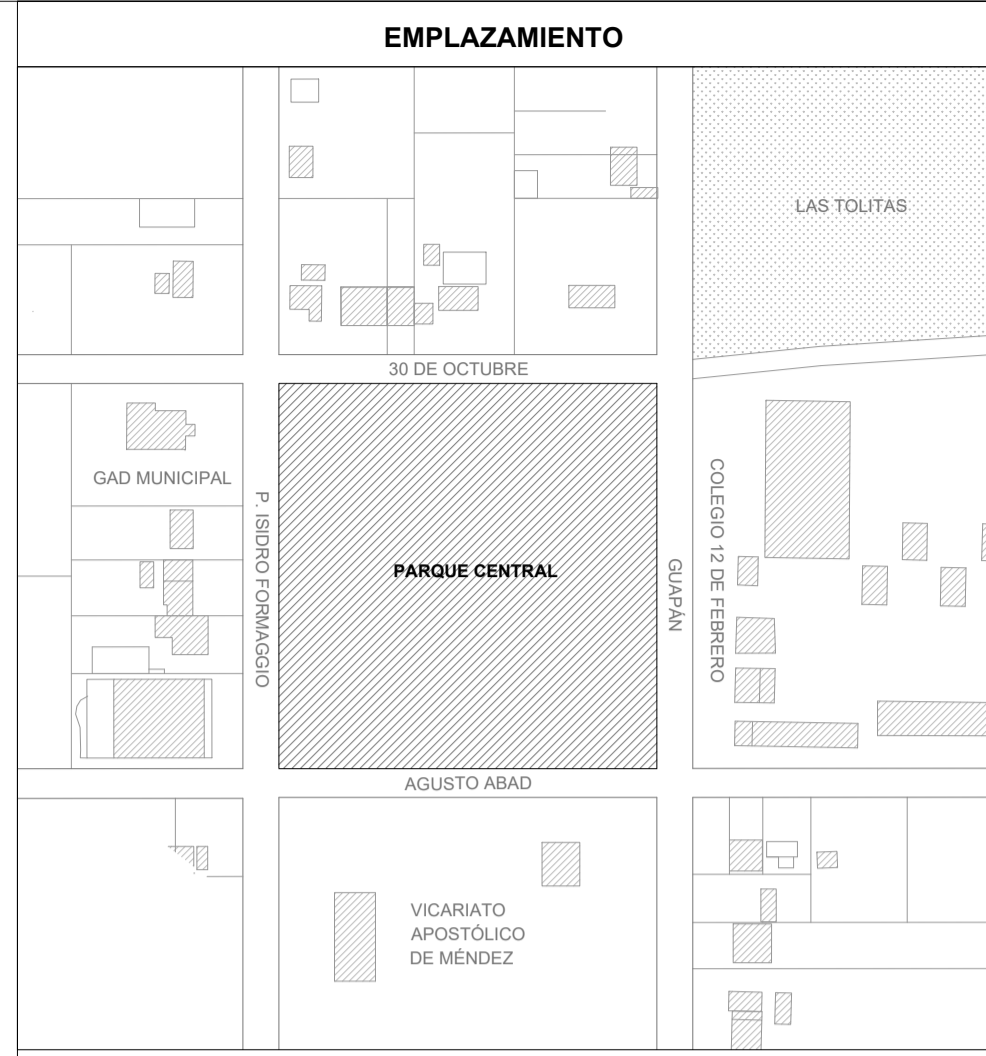 EMPLAZAMIENTO
LAS TOLITAS
30 DE OCTUBRE
GAD MUNICIPAL
P. ISIDRO FORMAGGIO
PARQUE CENTRAL
GUAPÁN
COLEGIO 12 DE FEBRERO
AGUSTO ABAD
VICARIATO
APOSTÓLICO
DE MÉNDEZ